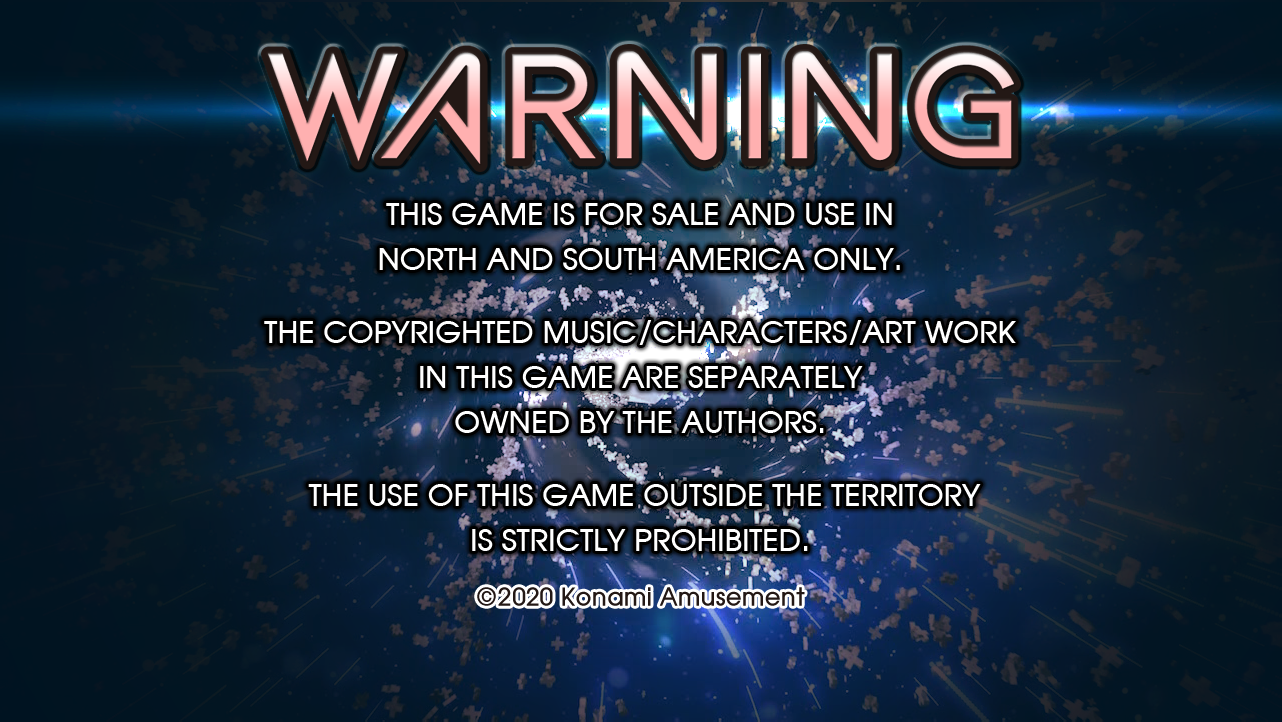 WARNING
THIS GAME IS FOR SALE AND USE IN
NORTH AND SOUTH AMERICA ONLY.
THE COPYRIGHTED MUSIC/CHARACTERS/ART WORK
IN THIS GAME ARE SEPARATELY
OWNED BY THE AUTHORS.
THE USE OF THIS GAME OUTSIDE THE TERRITORY
IS STRICTLY PROHIBITED.
©2020 Konami Amusement